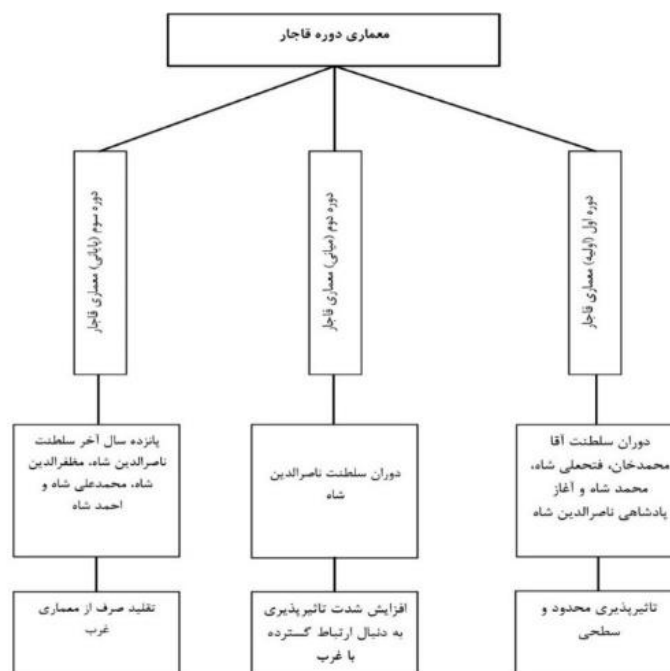 معماری دوره قاجار
دوره اول (اولیه) معماری قاجار
دوران سلطنت آقا
محمدخان، فتحعلی شاه،
محمد شاه و آغاز
پادشاهی ناصرالدین شاه
تاثیرپذیری محدود و
سطحی
دوره دوم (میانی) معماری قاجار
دوران سلطنت ناصرالدین
شاه
افزایش شدت تاثیرپذیری
به دنبال ارتباط گسترده
با غرب
دوره سوم (پایانی) معماری قاجار
پانزده سال آخر سلطنت
ناصرالدین شاه، مظفرالدین
شاه، محمدعلی شاه و
احمد شاه
تقلید صرف از معماری
غرب